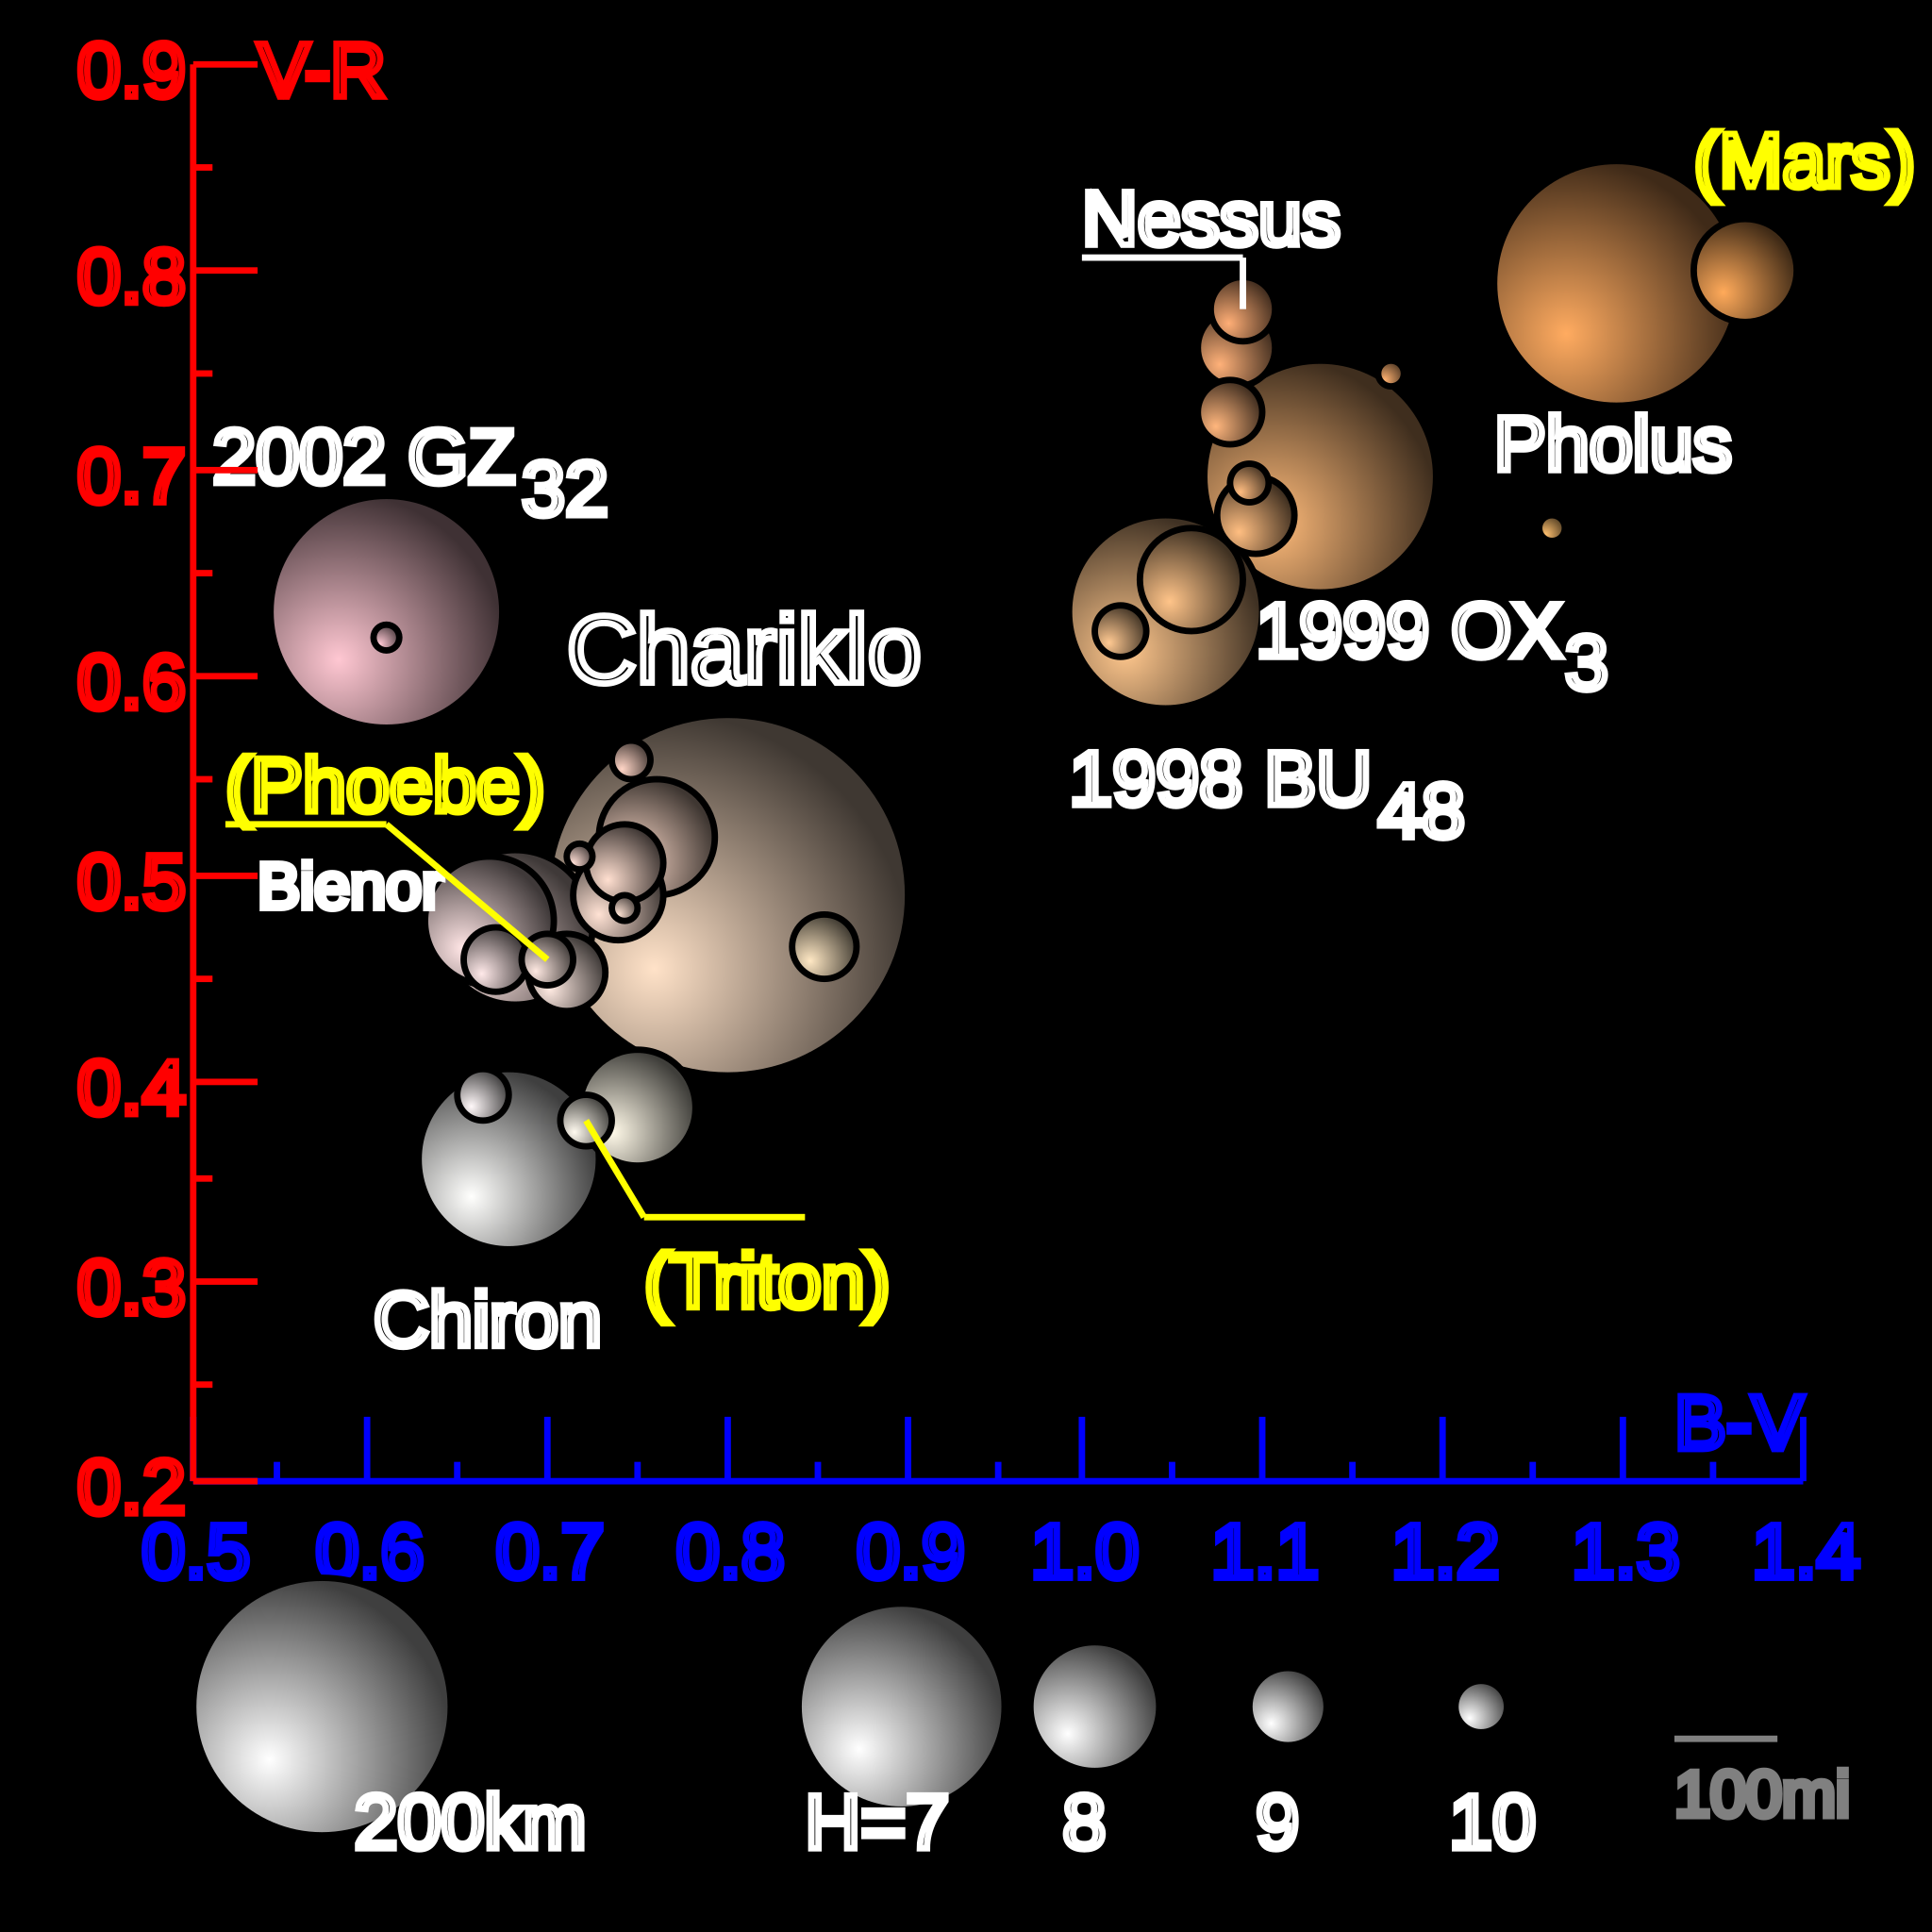 0.9 V-R
(Mars)
Nessus
0.8
2002 GZ32
0.7
Pholus
0.6
Chariklo
1999 OX3
(Phoebe)
1998 BU48
0.5
Bienor
0.4
0.3
(Triton)
Chiron
B-V
0.2
0.5 0.6 0.7 0.8 0.9 1.0 1.1 1.2 1.3 1.4
200km H=7 8 9 10 100mi